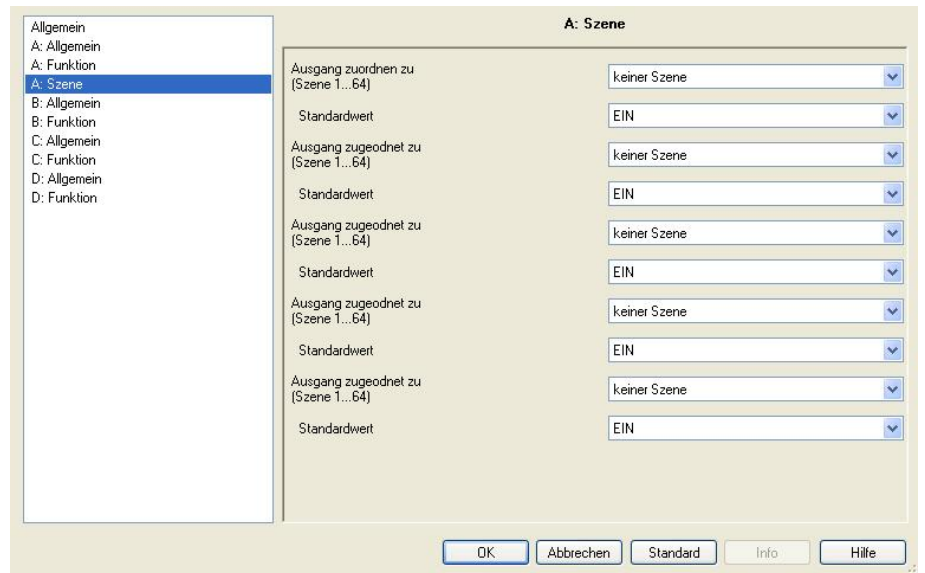 Allgemein
A: Allgemein
A: Funktion
A: Szene
B: Allgemein
B: Funktion
C: Allgemein
C: Funktion
D: Allgemein
D: Funktion
A: Szene
Ausgang zuordnen zu
(Szene 1...64)
keiner Szene
Standardwert
EIN
Ausgang zugeodnet zu
(Szene 1...64)
keiner Szene
Standardwert
EIN
Ausgang zugeodnet zu
(Szene 1...64)
keiner Szene
Standardwert
EIN
Ausgang zugeodnet zu
(Szene 1...64)
keiner Szene
Standardwert
EIN
Ausgang zugeodnet zu
(Szene 1...64)
keiner Szene
Standardwert
EIN
OK
Abbrechen
Standard
Info
Hilfe